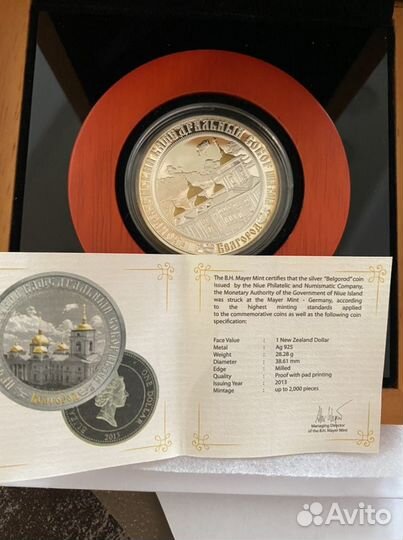 КАФЕДРАЛЬНЫЙ СОБОР
БЕЛГОРОД
The B.H. Mayer Mint certifies that the silver "Belgorod" coin
issued by the Niue Philatelic and Numismatic Company,
the Monetary Authority of the Government of Niue Island
was struck at the Mayer Mint - Germany, according
to the highest minting standards applied
to the commemorative coins as well as the following coin
specification:
Face Value 1 New Zealand Dollar
Metal Ag 925
Weight 28.28 g
Diameter 38.61 mm
Edge Milled
Quality Proof with pad printing
Issuing Year 2013
Mintage up to 2,000 pieces
Managing Director
of the B.H. Mayer Mint
ONE DOLLAR
2013
Avito